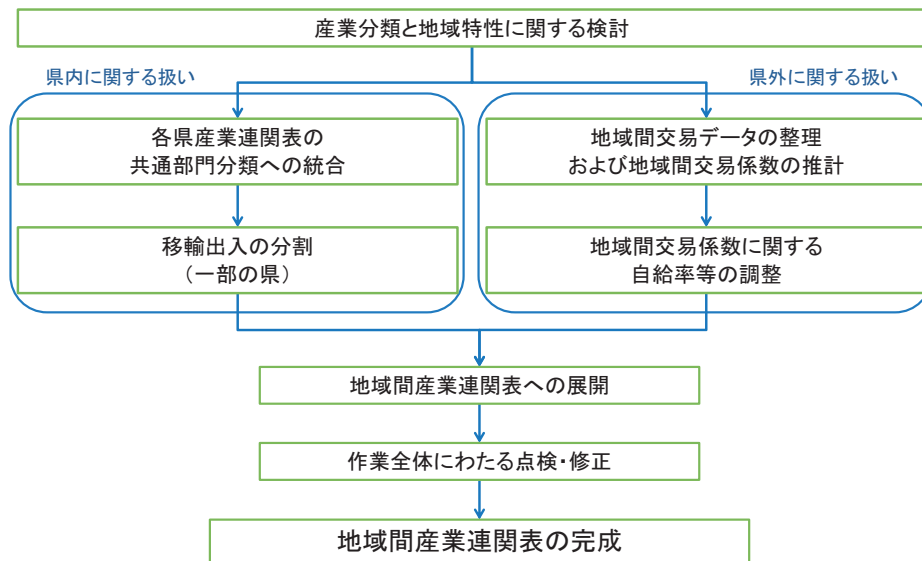 産業分類と地域特性に関する検討
県内に関する扱い
県外に関する扱い
各県産業連関表の
共通部門分類への統合
地域間交易データの整理
および地域間交易係数の推計
移輸出入の分割
（一部の県）
地域間交易係数に関する
自給率等の調整
地域間産業連関表への展開
作業全体にわたる点検・修正
地域間産業連関表の完成